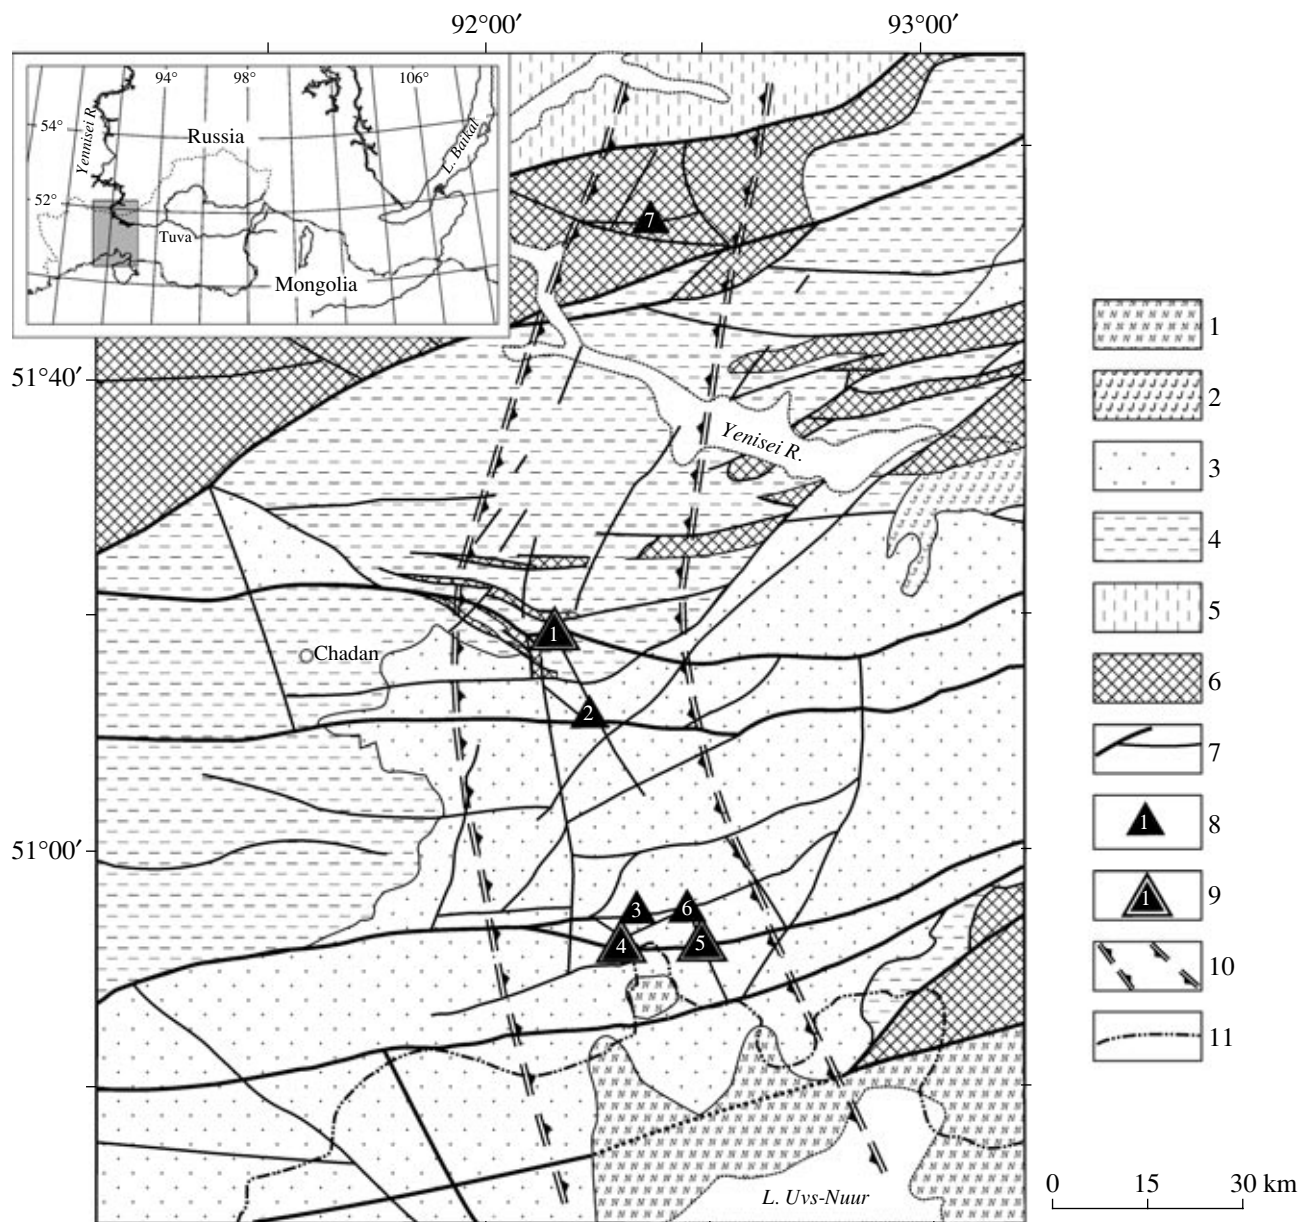 92°00′ 93°00′
94° 98° 106°
54°
Russia
Yennisei R.
L. Baikal
52°
Tuva
Mongolia
7
51°40′
Yenisei R.
1
Chadan
2
51°00′
3 6
4 5
L. Uvs-Nuur
1
2
3
4
5
6
7
1 8
1 9
10
11
0 15 30 km